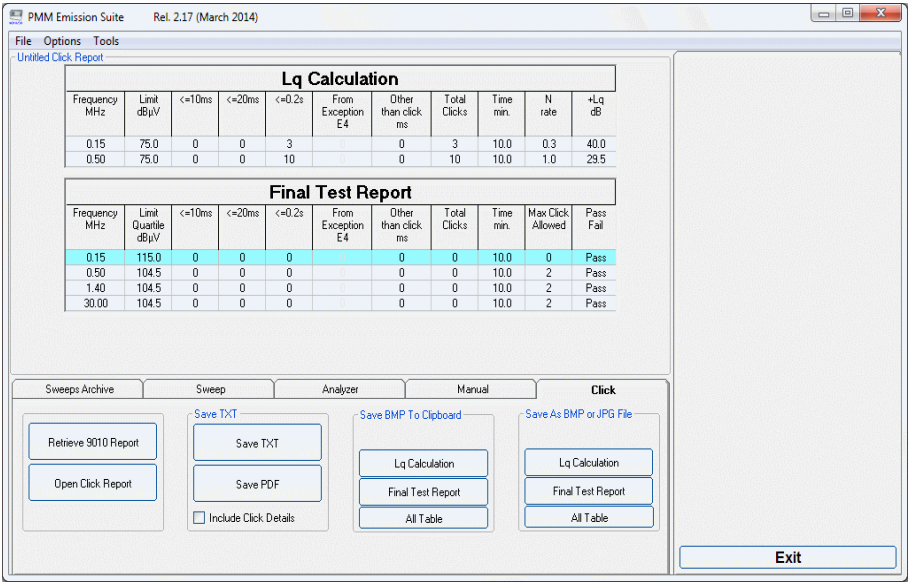 PMM Emission Suite Rel. 2.17 (March 2014)
File Options Tools
Untitled Click Report
Lq Calculation
Frequency MHz Limit dBµV <=10ms <=20ms <=0.2s From Exception E4 Other than click ms Total Clicks Time min. N rate +Lq dB
0.15 75.0 0 0 3 0 0 3 10.0 0.3 40.0
0.50 75.0 0 0 10 0 0 10 10.0 1.0 29.5
Final Test Report
Frequency MHz Limit Quartile dBµV <=10ms <=20ms <=0.2s From Exception E4 Other than click ms Total Clicks Time min. Max Click Allowed Pass Fail
0.15 115.0 0 0 0 0 0 0 10.0 0 Pass
0.50 104.5 0 0 0 0 0 0 10.0 2 Pass
1.40 104.5 0 0 0 0 0 0 10.0 2 Pass
30.00 104.5 0 0 0 0 0 0 10.0 2 Pass
Sweeps Archive Sweep Analyzer Manual Click
Save TXT Save BMP To Clipboard Save As BMP or JPG File
Retrieve 9010 Report Save TXT Lq Calculation Lq Calculation
Open Click Report Save PDF Final Test Report Final Test Report
Include Click Details All Table All Table
Exit